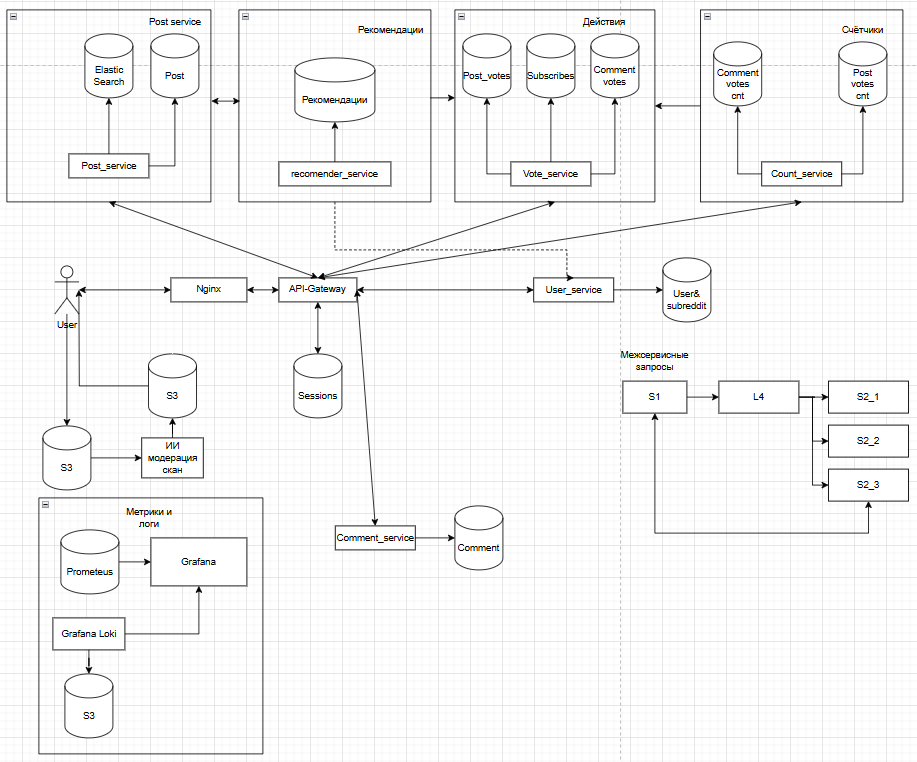 Post service
Elastic
Search
Post
Post_service
Рекомендации
Рекомендации
recomender_service
Действия
Post_votes
Subscribes
Comment
votes
Vote_service
Счётчики
Comment
votes
cnt
Post
votes
cnt
Count_service
User
Nginx
API-Gateway
User_service
User&
subreddit
Sessions
S3
S3
ИИ
модерация
скан
Межсервисные
запросы
S1
L4
S2_1
S2_2
S2_3
Comment_service
Comment
Метрики и
логи
Prometeus
Grafana
Grafana Loki
S3